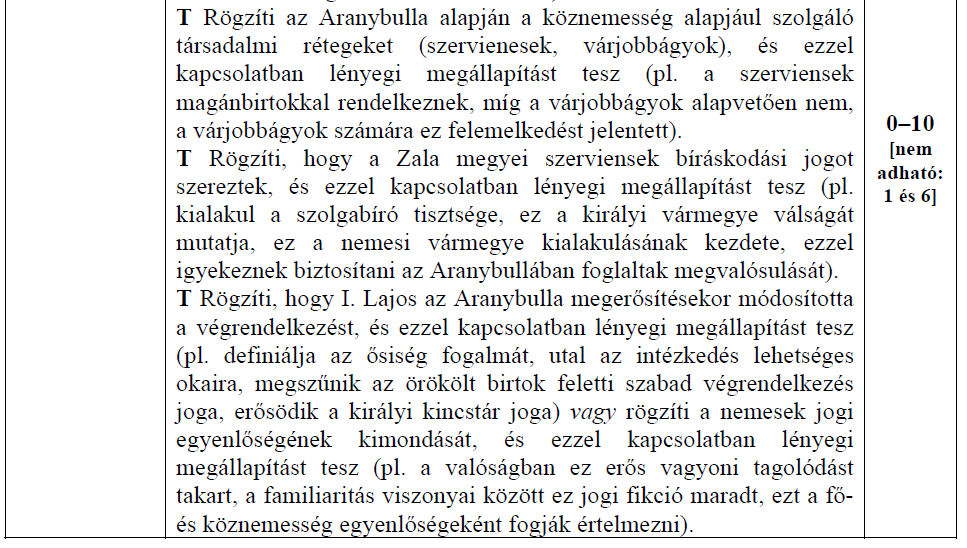 T Rögzíti az Aranybulla alapján a köznemesség alapjául szolgáló
társadalmi rétegeket (szervienesek, várjobbágyok), és ezzel
kapcsolatban lényegi megállapítást tesz (pl. a szerviensek
magánbirtokkal rendelkeznek, míg a várjobbágyok alapvetően nem,
a várjobbágyok számára ez felemelkedést jelentett).
T Rögzíti, hogy a Zala megyei szerviensek bíráskodási jogot
szereztek, és ezzel kapcsolatban lényegi megállapítást tesz (pl.
kialakul a szolgabíró tisztsége, ez a királyi vármegye válságát
mutatja, ez a nemesi vármegye kialakulásának kezdete, ezzel
igyekeznek biztosítani az Aranybullában foglaltak megvalósulását).
T Rögzíti, hogy I. Lajos az Aranybulla megerősítésekor módosította
a végrendelkezést, és ezzel kapcsolatban lényegi megállapítást tesz
(pl. definiálja az ősiség fogalmát, utal az intézkedés lehetséges
okaira, megszűnik az örökölt birtok feletti szabad végrendelkezés
joga, erősödik a királyi kincstár joga) vagy rögzíti a nemesek jogi
egyenlőségének kimondását, és ezzel kapcsolatban lényegi
megállapítást tesz (pl. a valóságban ez erős vagyoni tagolódást
takart, a familiaritás viszonyai között ez jogi fikció maradt, ezt a fő-
és köznemesség egyenlőségeként fogják értelmezni).
0–10
[nem
adható:
1 és 6]